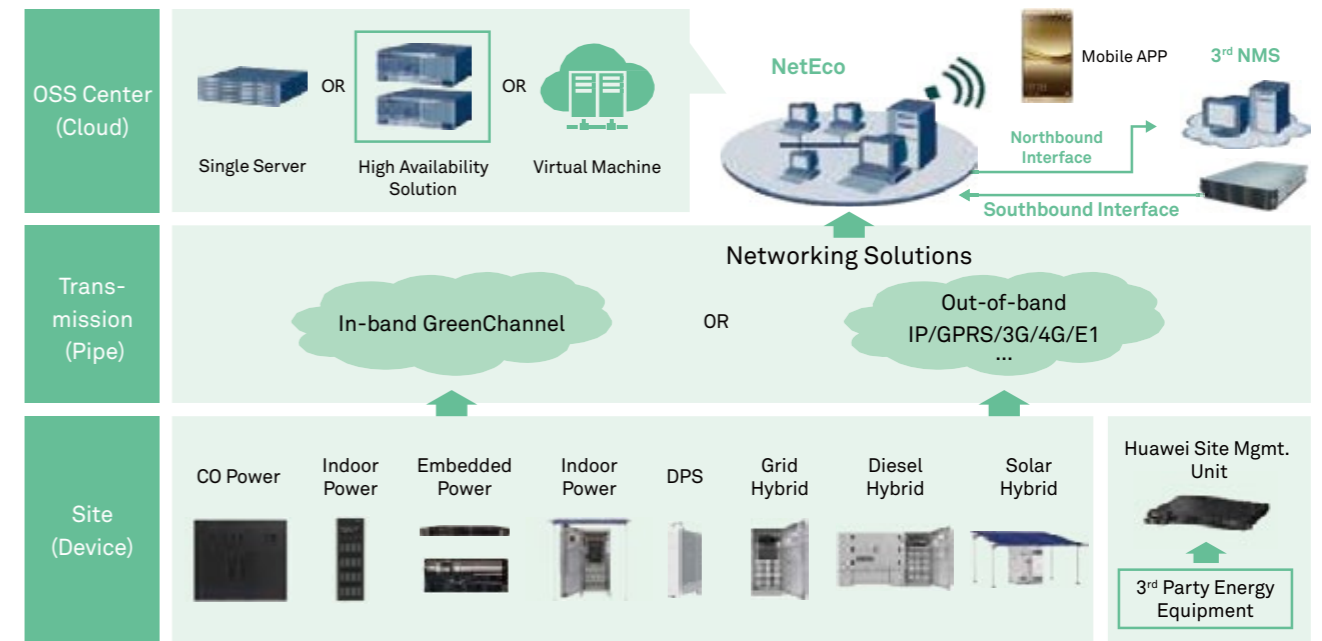 OSS Center
(Cloud)
OR
OR
Single Server
High Availability
Solution
Virtual Machine
NetEco
Mobile APP
3rd NMS
Northbound
Interface
Southbound Interface
Trans-
mission
(Pipe)
Networking Solutions
In-band GreenChannel
OR
Out-of-band
IP/GPRS/3G/4G/E1
...
Site
(Device)
CO Power
Indoor
Power
Embedded
Power
Indoor
Power
DPS
Grid
Hybrid
Diesel
Hybrid
Solar
Hybrid
Huawei Site Mgmt.
Unit
3rd Party Energy
Equipment